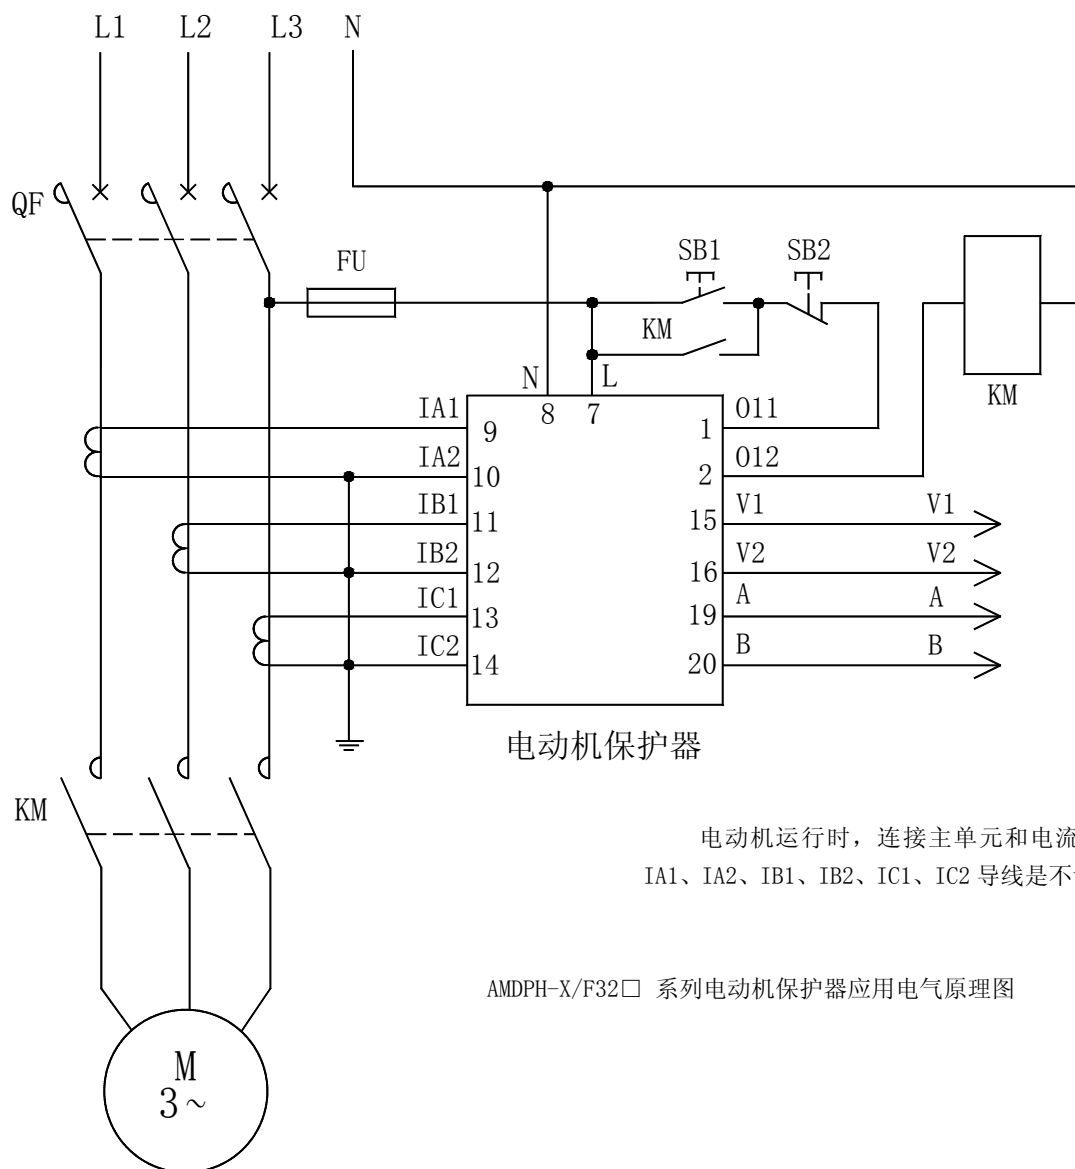 L1 L2 L3 N
QF
FU
SB1 SB2
KM
KM
N L
8 7
IA1 9
IA2 10
IB1 11
IB2 12
IC1 13
IC2 14
1 O11
2 O12
15 V1 V1
16 V2 V2
19 A A
20 B B
电动机保护器
KM
电动机运行时，连接主单元和电流
IA1、IA2、IB1、IB2、IC1、IC2 导线是不
AMDPH-X/F32□ 系列电动机保护器应用电气原理图
M
3~